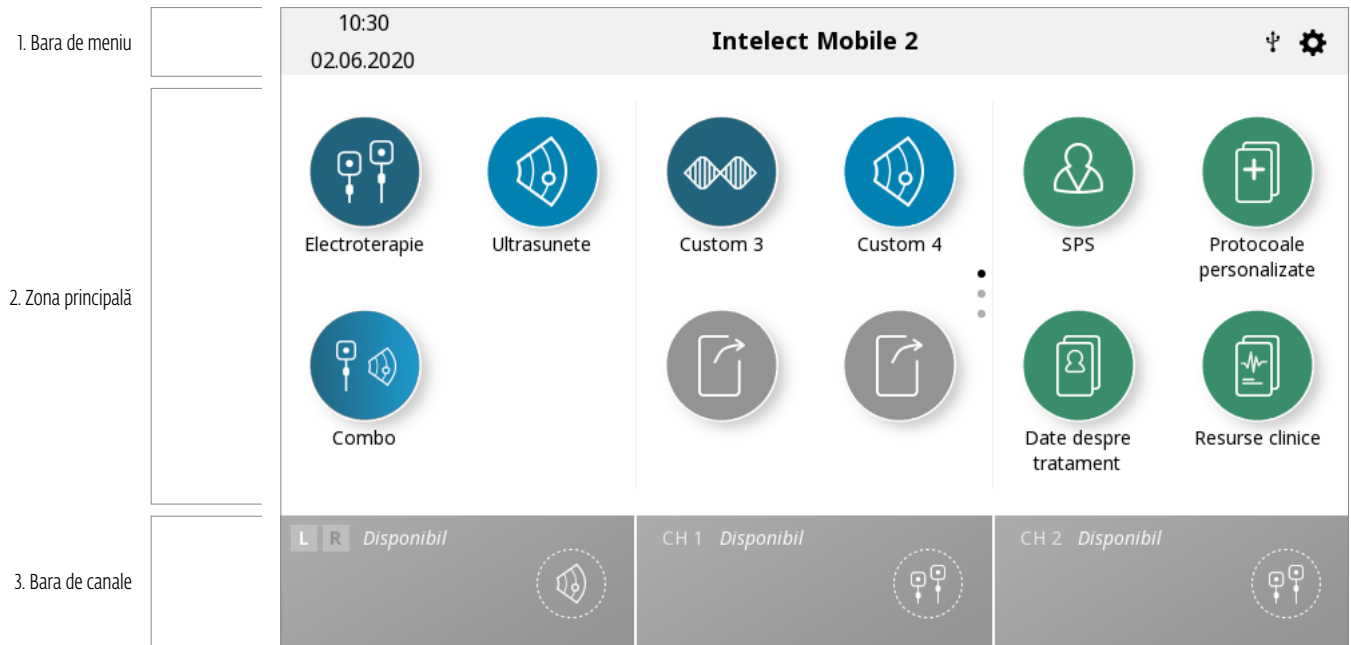 1. Bara de meniu
10:30
02.06.2020
Intelect Mobile 2
2. Zona principală
Electroterapie
Ultrasunete
Custom 3
Custom 4
SPS
Protocoale
personalizate
Combo
Date despre
tratament
Resurse clinice
3. Bara de canale
L R Disponibil
CH 1 Disponibil
CH 2 Disponibil